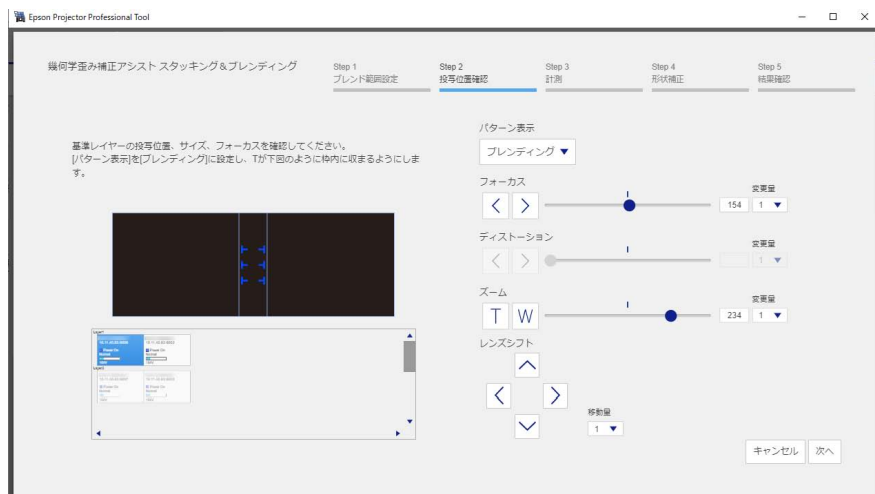 Epson Projector Professional Tool
幾何学歪み補正アシスト スタッキング＆ブレンディング
Step 1
ブレンド範囲設定
Step 2
投写位置確認
Step 3
計測
Step 4
形状補正
Step 5
結果確認
基準レイヤーの投写位置、サイズ、フォーカスを確認してください。
[パターン表示]を[ブレンディング]に設定し、Tが下図のように枠内に収まるようにしま
す。
パターン表示
ブレンディング ▼
フォーカス
変更量
154
1 ▼
ディストーション
変更量
1 ▼
ズーム
変更量
T W
234
1 ▼
レンズシフト
移動量
1 ▼
キャンセル
次へ